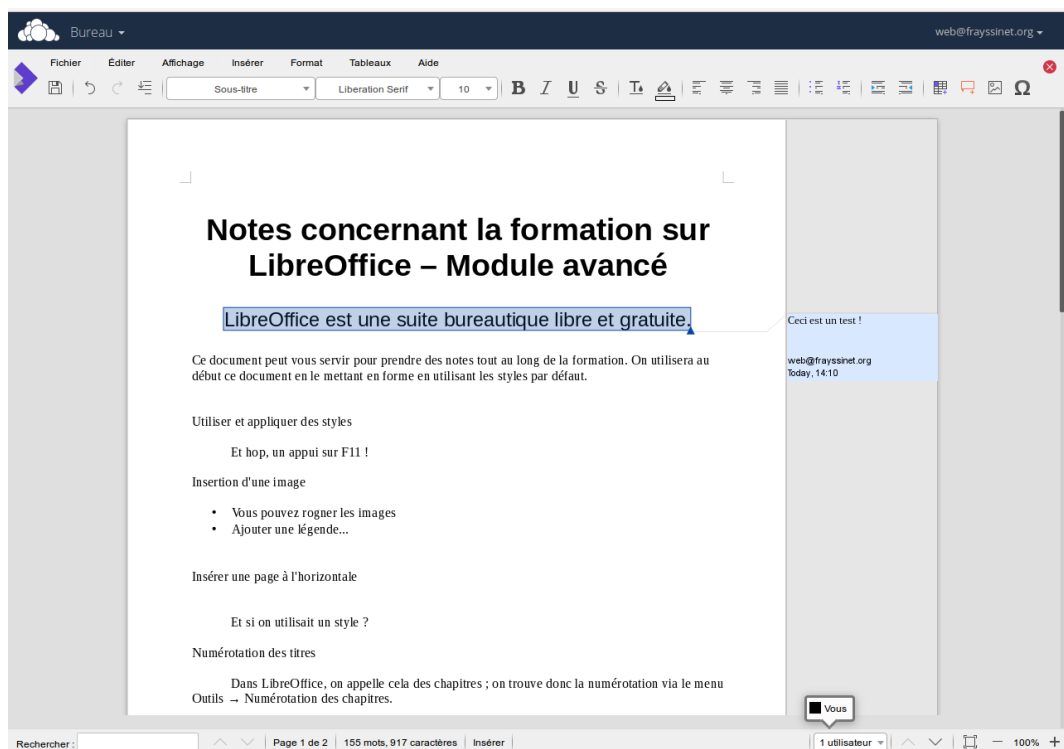 Bureau
web@frayssinet.org
Fichier Éditer Affichage Insérer Format Tableaux Aide
Sous-titre Liberation Serif 10 B I U S Ω
Notes concernant la formation sur
LibreOffice – Module avancé
LibreOffice est une suite bureautique libre et gratuite.
Ceci est un test !
web@frayssinet.org
Today, 14:10
Ce document peut vous servir pour prendre des notes tout au long de la formation. On utilisera au
début ce document en le mettant en forme en utilisant les styles par défaut.
Utiliser et appliquer des styles
Et hop, un appui sur F11 !
Insertion d'une image
• Vous pouvez rogner les images
• Ajouter une légende...
Insérer une page à l'horizontale
Et si on utilisait un style ?
Numérotation des titres
Dans LibreOffice, on appelle cela des chapitres ; on trouve donc la numérotation via le menu
Outils → Numérotation des chapitres.
Vous
Rechercher : Page 1 de 2 155 mots, 917 caractères Insérer 1 utilisateur 100%